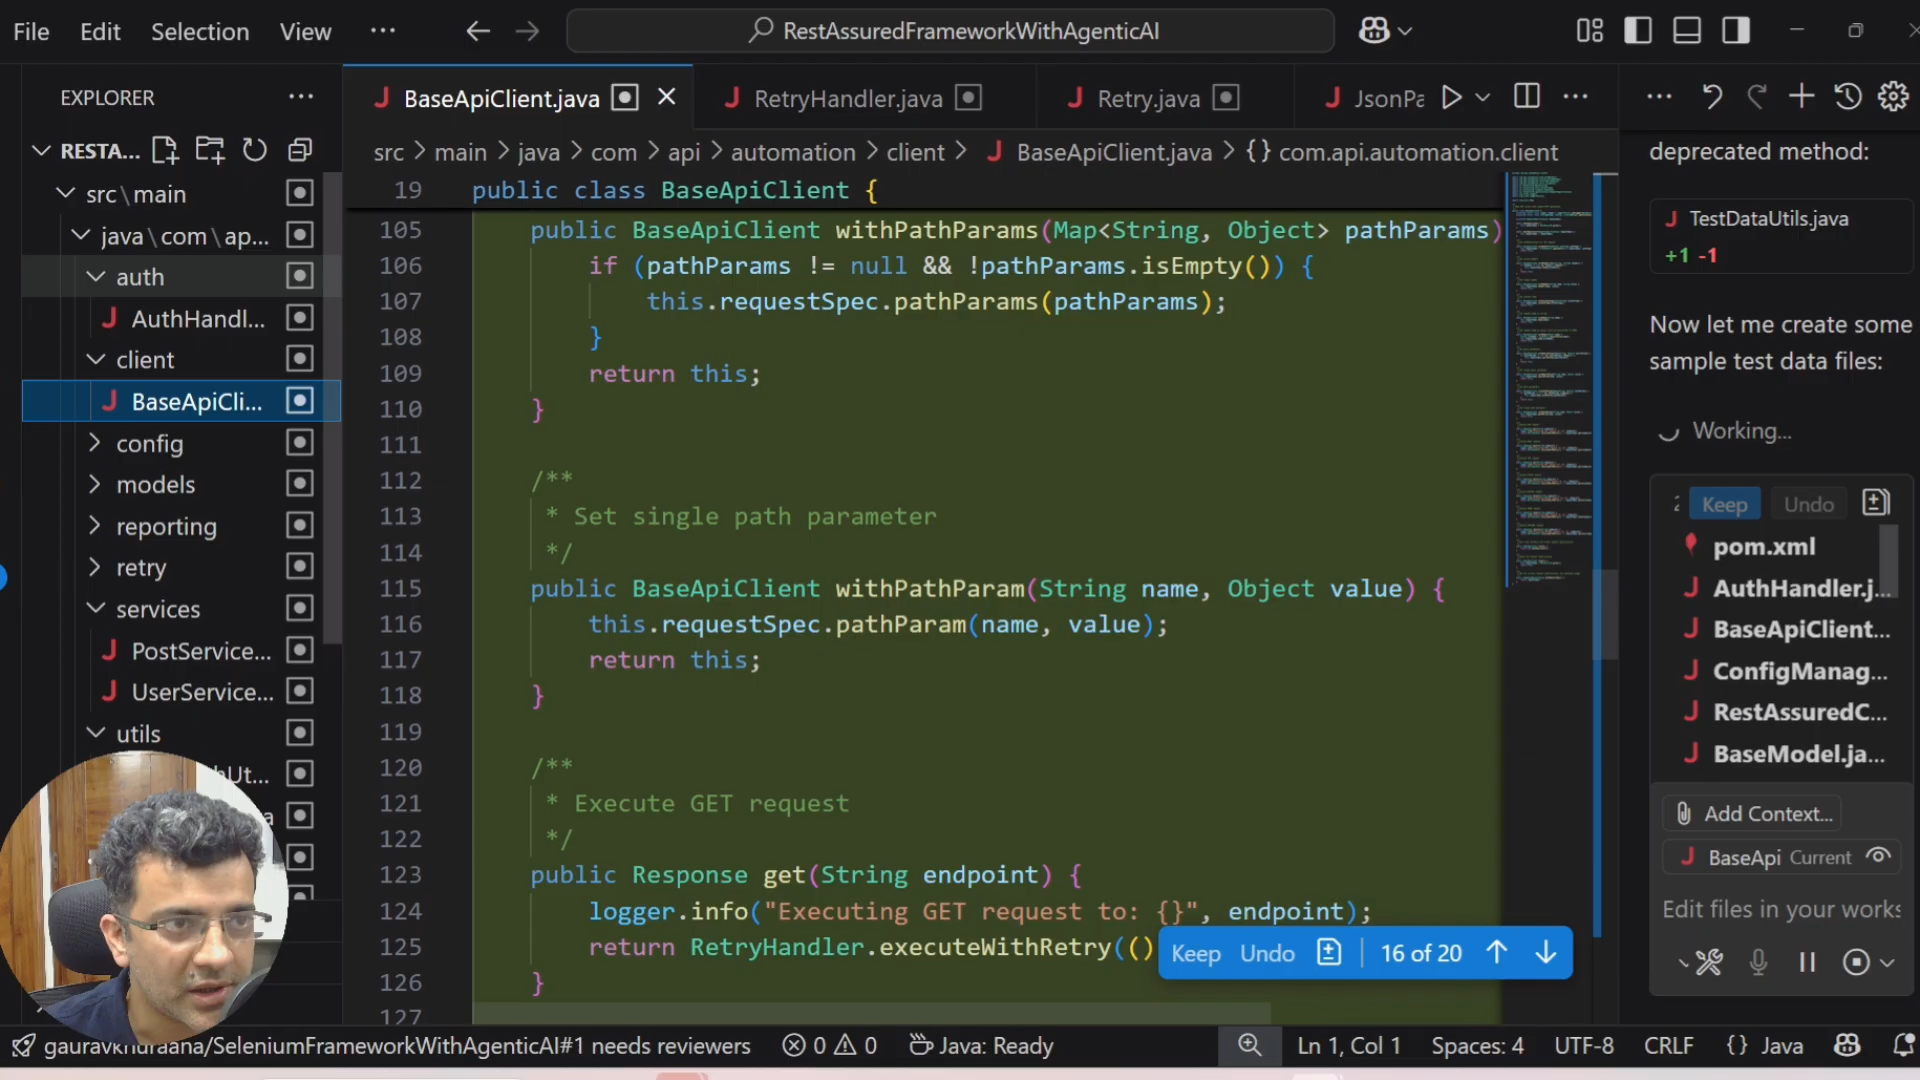 File Edit Selection View ···
RestAssuredFrameworkWithAgenticAI
EXPLORER
RESTA...
src\main
java\com\ap...
auth
AuthHandl...
client
BaseApiCli...
config
models
reporting
retry
services
PostService...
UserService...
utils
BaseApiClient.java
RetryHandler.java
Retry.java
JsonPa
src > main > java > com > api > automation > client > BaseApiClient.java > {} com.api.automation.client
19 public class BaseApiClient {
105 public BaseApiClient withPathParams(Map<String, Object> pathParams)
106 if (pathParams != null && !pathParams.isEmpty()) {
107 this.requestSpec.pathParams(pathParams);
108 }
109 return this;
110 }
111
112 /**
113 * Set single path parameter
114 */
115 public BaseApiClient withPathParam(String name, Object value) {
116 this.requestSpec.pathParam(name, value);
117 return this;
118 }
119
120 /**
121 * Execute GET request
122 */
123 public Response get(String endpoint) {
124 logger.info("Executing GET request to: {}", endpoint);
125 return RetryHandler.executeWithRetry(()
126 }
127
Keep Undo 16 of 20
deprecated method:
TestDataUtils.java
+1 -1
Now let me create some
sample test data files:
Working...
Keep Undo
pom.xml
AuthHandler.j...
BaseApiClient...
ConfigManag...
RestAssuredC...
BaseModel.ja...
Add Context...
BaseApi Current
Edit files in your works
gauravkhuraana/SeleniumFrameworkWithAgenticAI#1 needs reviewers 0 0 Java: Ready Ln 1, Col 1 Spaces: 4 UTF-8 CRLF {} Java